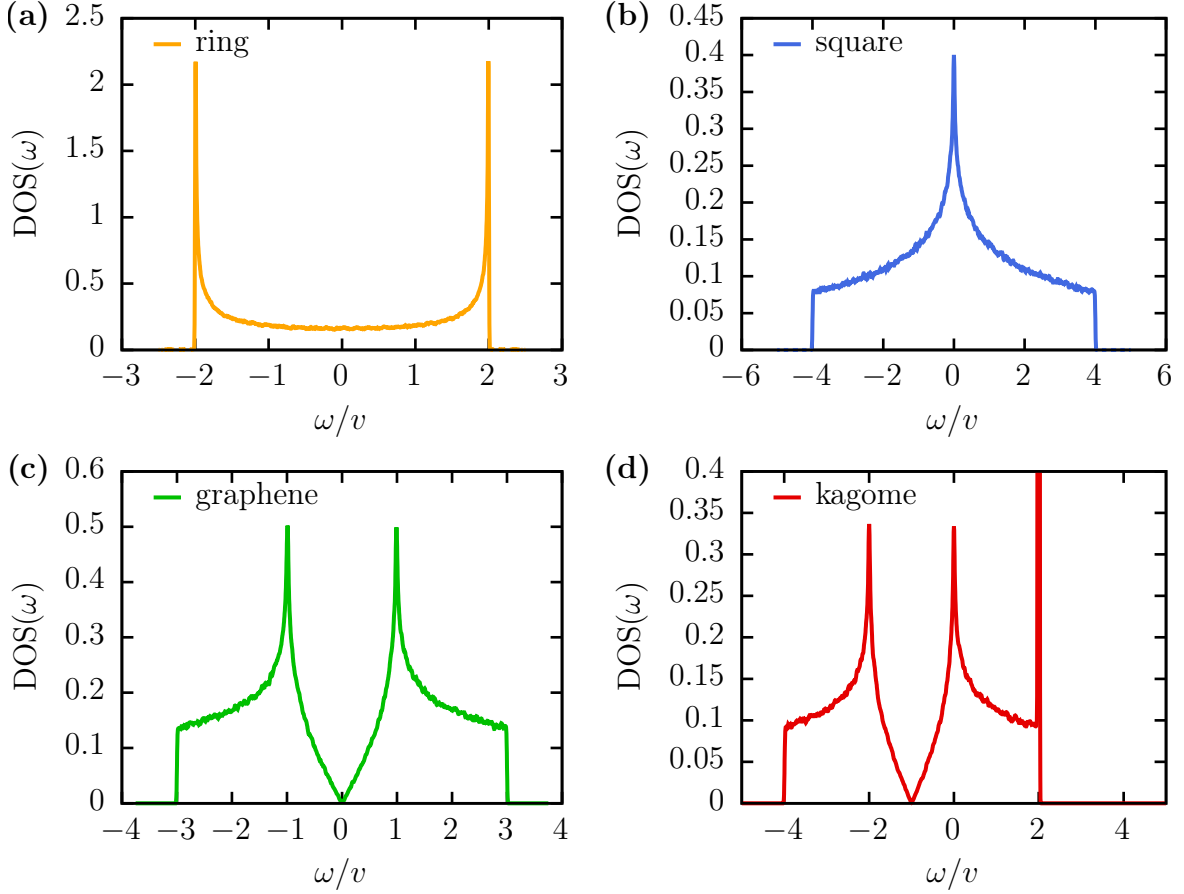 (a)
ring
DOS(ω)
2.5
2
1.5
1
0.5
0
−3 −2 −1 0 1 2 3
ω/v
(b)
square
DOS(ω)
0.45
0.4
0.35
0.3
0.25
0.2
0.15
0.1
0.05
0
−6 −4 −2 0 2 4 6
ω/v
(c)
graphene
DOS(ω)
0.6
0.5
0.4
0.3
0.2
0.1
0
−4 −3 −2 −1 0 1 2 3 4
ω/v
(d)
kagome
DOS(ω)
0.4
0.35
0.3
0.25
0.2
0.15
0.1
0.05
0
−4 −2 0 2 4
ω/v